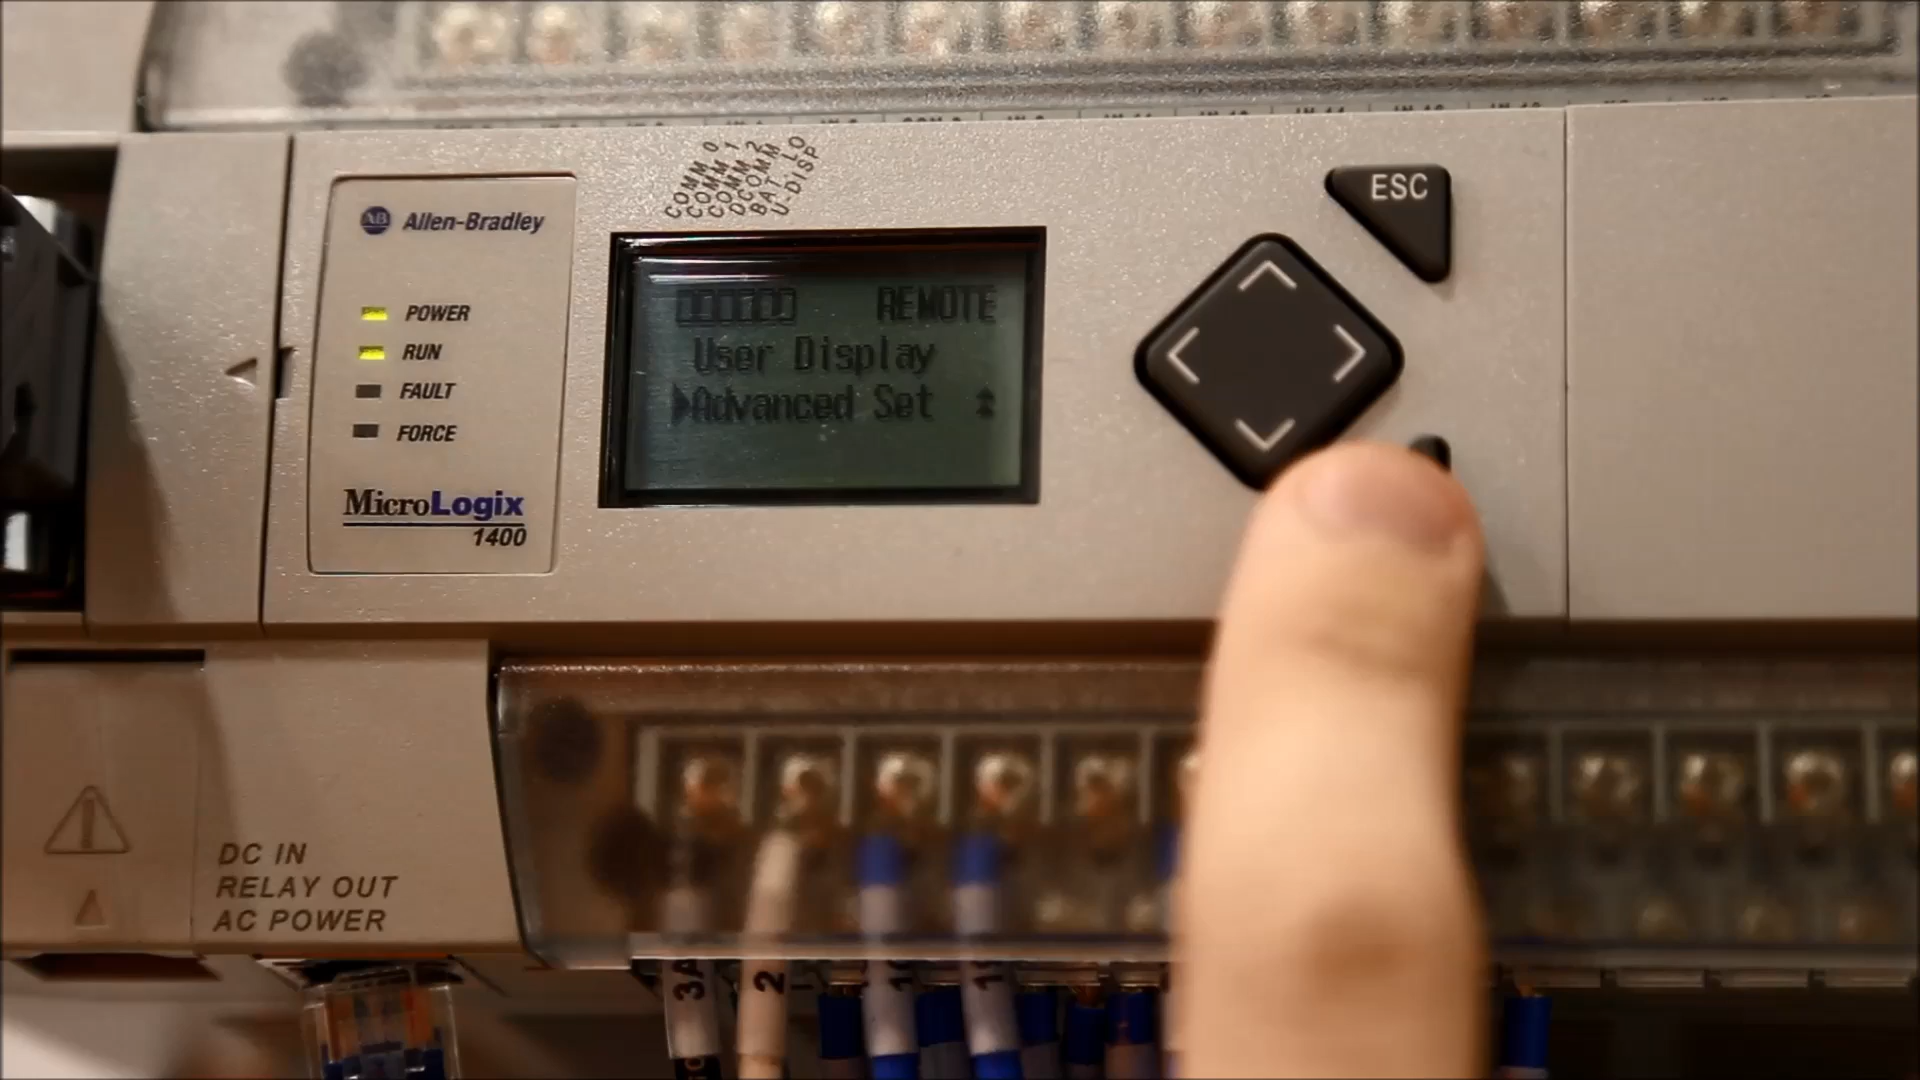 COMM 0
COMM 1
COMM 2
DCOMM
BAT. LO
U-DISP
ESC
AB Allen-Bradley
POWER
RUN
FAULT
FORCE
MicroLogix
1400
REMOTE
User Display
Advanced Set
DC IN
RELAY OUT
AC POWER
3A
2